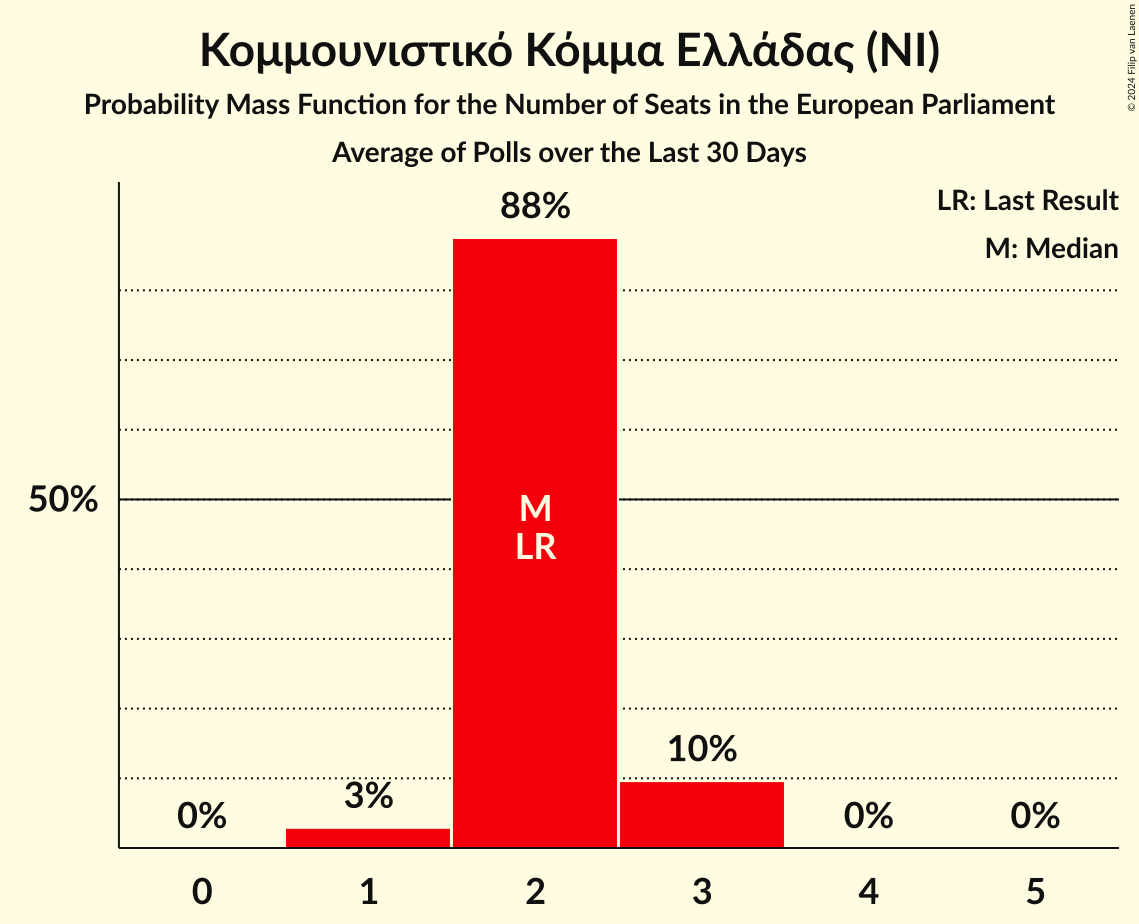 Κομμουνιστικό Κόμμα Ελλάδας (NI)
Probability Mass Function for the Number of Seats in the European Parliament
Average of Polls over the Last 30 Days
© 2024 Filip van Laenen
LR: Last Result
M: Median
88%
50%
M
LR
10%
3%
0%
0%
0%
0
1
2
3
4
5